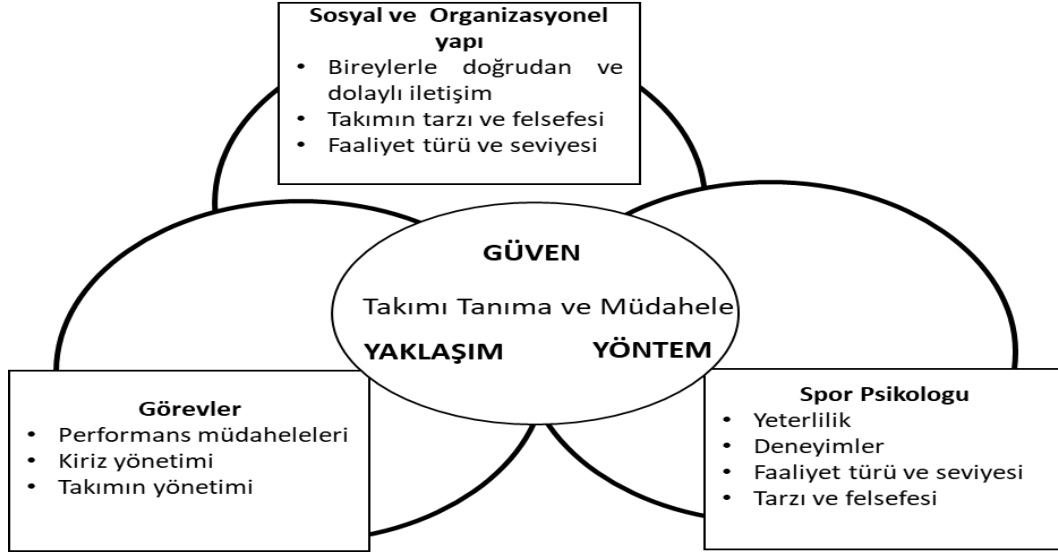 Sosyal ve Organizasyonel
yapı
• Bireylerle doğrudan ve
dolaylı iletişim
• Takımın tarzı ve felsefesi
• Faaliyet türü ve seviyesi
GÜVEN
Takımı Tanıma ve Müdahele
YAKLAŞIM YÖNTEM
Görevler
• Performans müdaheleleri
• Kiriz yönetimi
• Takımın yönetimi
Spor Psikologu
• Yeterlilik
• Deneyimler
• Faaliyet türü ve seviyesi
• Tarzı ve felsefesi